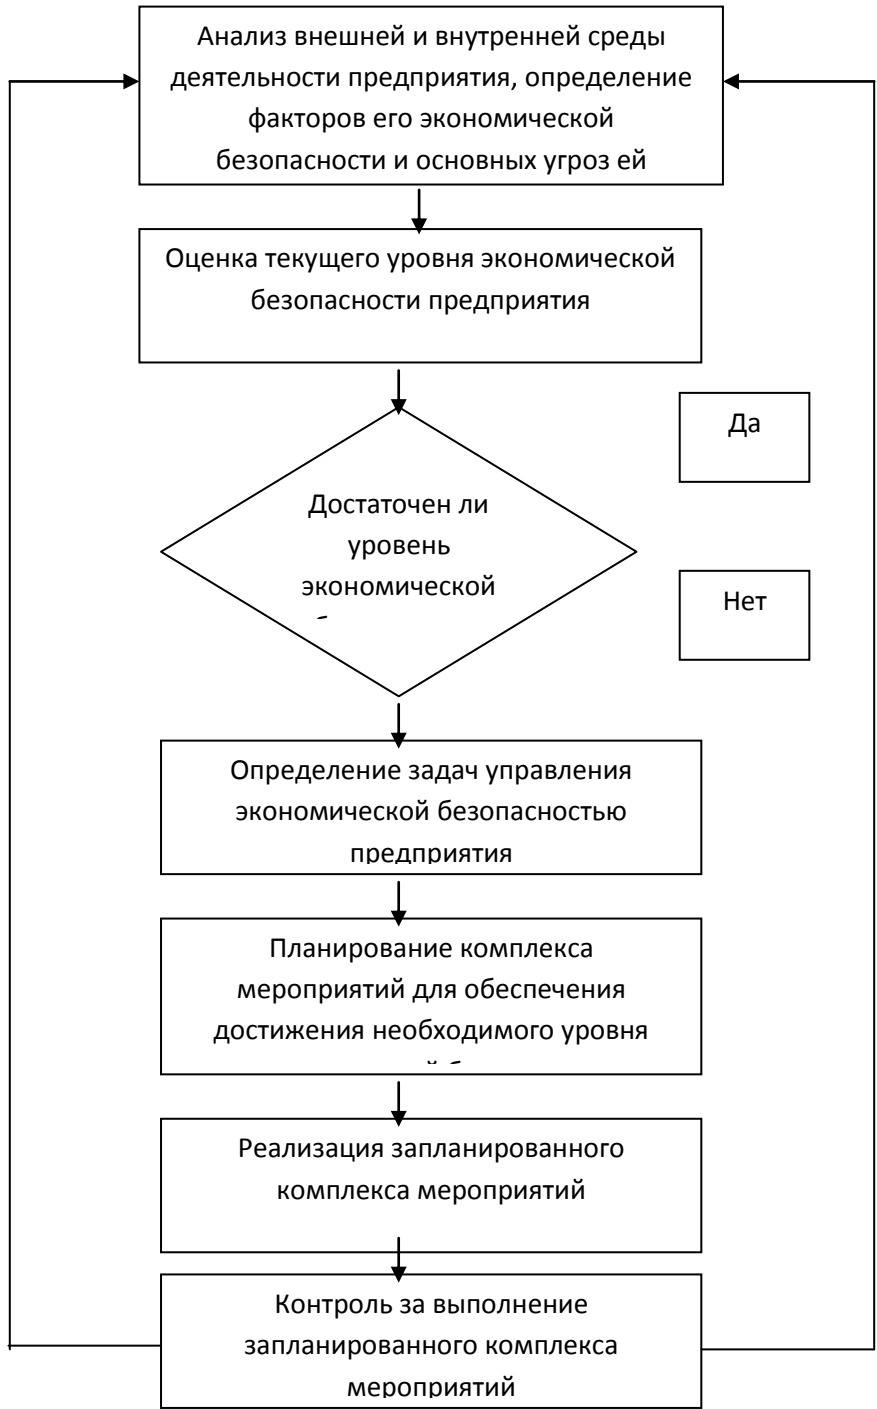 Анализ внешней и внутренней среды
деятельности предприятия, определение
факторов его экономической
безопасности и основных угроз ей
Оценка текущего уровня экономической
безопасности предприятия
Да
Достаточен ли
уровень
экономической
Нет
Определение задач управления
экономической безопасностью
предприятия
Планирование комплекса
мероприятий для обеспечения
достижения необходимого уровня
Реализация запланированного
комплекса мероприятий
Контроль за выполнение
запланированного комплекса
мероприятий